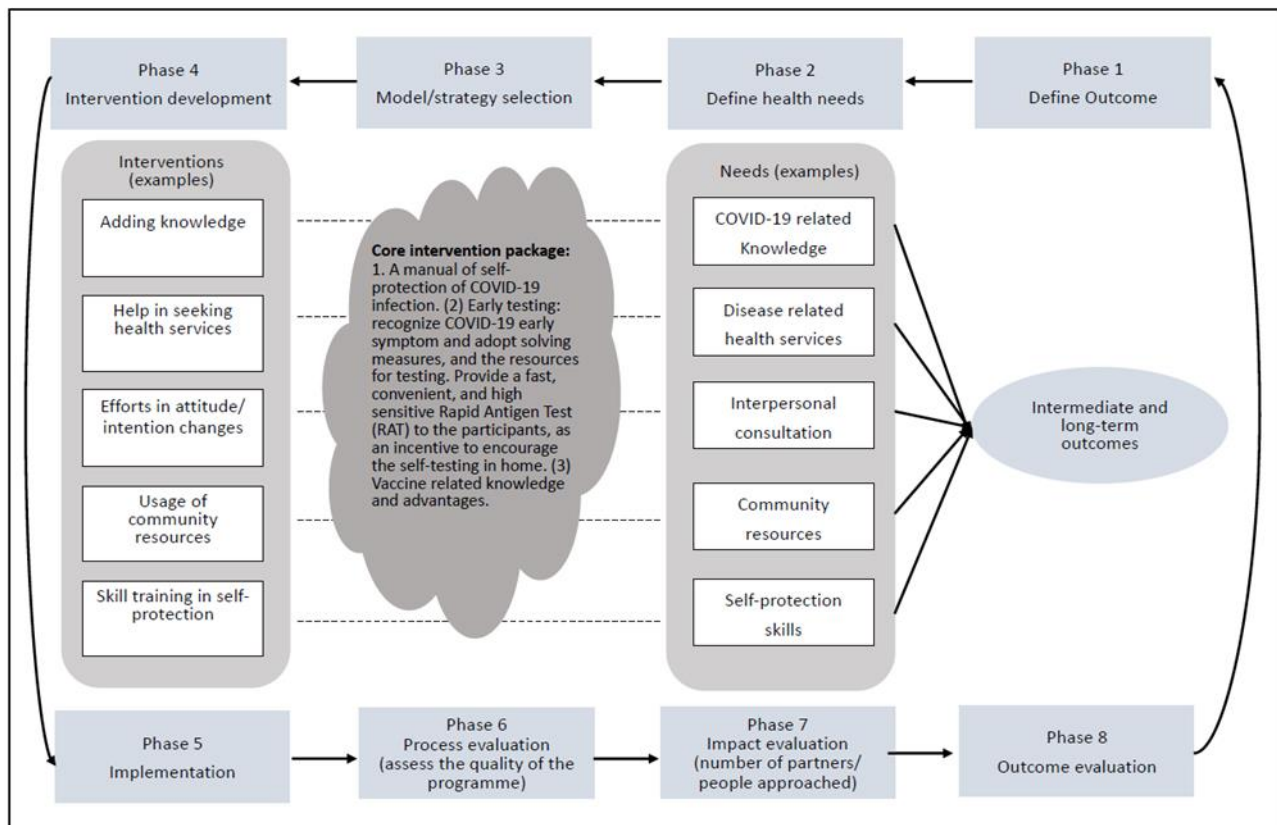 Phase 4
Intervention development
Phase 3
Model/strategy selection
Phase 2
Define health needs
Phase 1
Define Outcome
Interventions
(examples)
Adding knowledge
Help in seeking
health services
Efforts in attitude/
intention changes
Usage of
community
resources
Skill training in self-
protection
Core intervention package:
1. A manual of self-
protection of COVID-19
infection. (2) Early testing:
recognize COVID-19 early
symptom and adopt solving
measures, and the resources
for testing. Provide a fast,
convenient, and high
sensitive Rapid Antigen Test
(RAT) to the participants, as
an incentive to encourage
the self-testing in home. (3)
Vaccine related knowledge
and advantages.
Needs (examples)
COVID-19 related
Knowledge
Disease related
health services
Interpersonal
consultation
Community
resources
Self-protection
skills
Intermediate and
long-term
outcomes
Phase 5
Implementation
Phase 6
Process evaluation
(assess the quality of the
programme)
Phase 7
Impact evaluation
(number of partners/
people approached)
Phase 8
Outcome evaluation